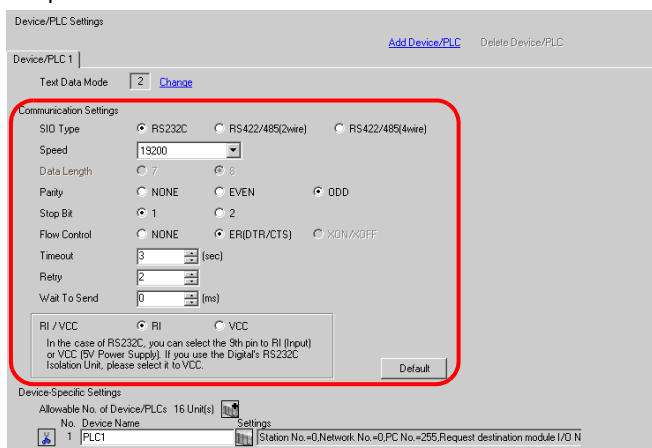 Device/PLC Settings
Add Device/PLC Delete Device/PLC
Device/PLC 1
Text Data Mode 2 Change
Communication Settings
SIO Type RS232C RS422/485(2wire) RS422/485(4wire)
Speed 19200
Data Length 7 8
Parity NONE EVEN ODD
Stop Bit 1 2
Flow Control NONE ER(DTR/CTS) XON/XOFF
Timeout 3 (sec)
Retry 2
Wait To Send 0 (ms)
RI / VCC RI VCC
In the case of RS232C, you can select the 9th pin to RI (Input)
or VCC (5V Power Supply). If you use the Digital's RS232C
Isolation Unit, please select it to VCC.
Default
Device-Specific Settings
Allowable No. of Device/PLCs 16 Unit(s)
No. Device Name Settings
1 PLC1 Station No.=0,Network No.=0,PC No.=255,Request destination module I/O N